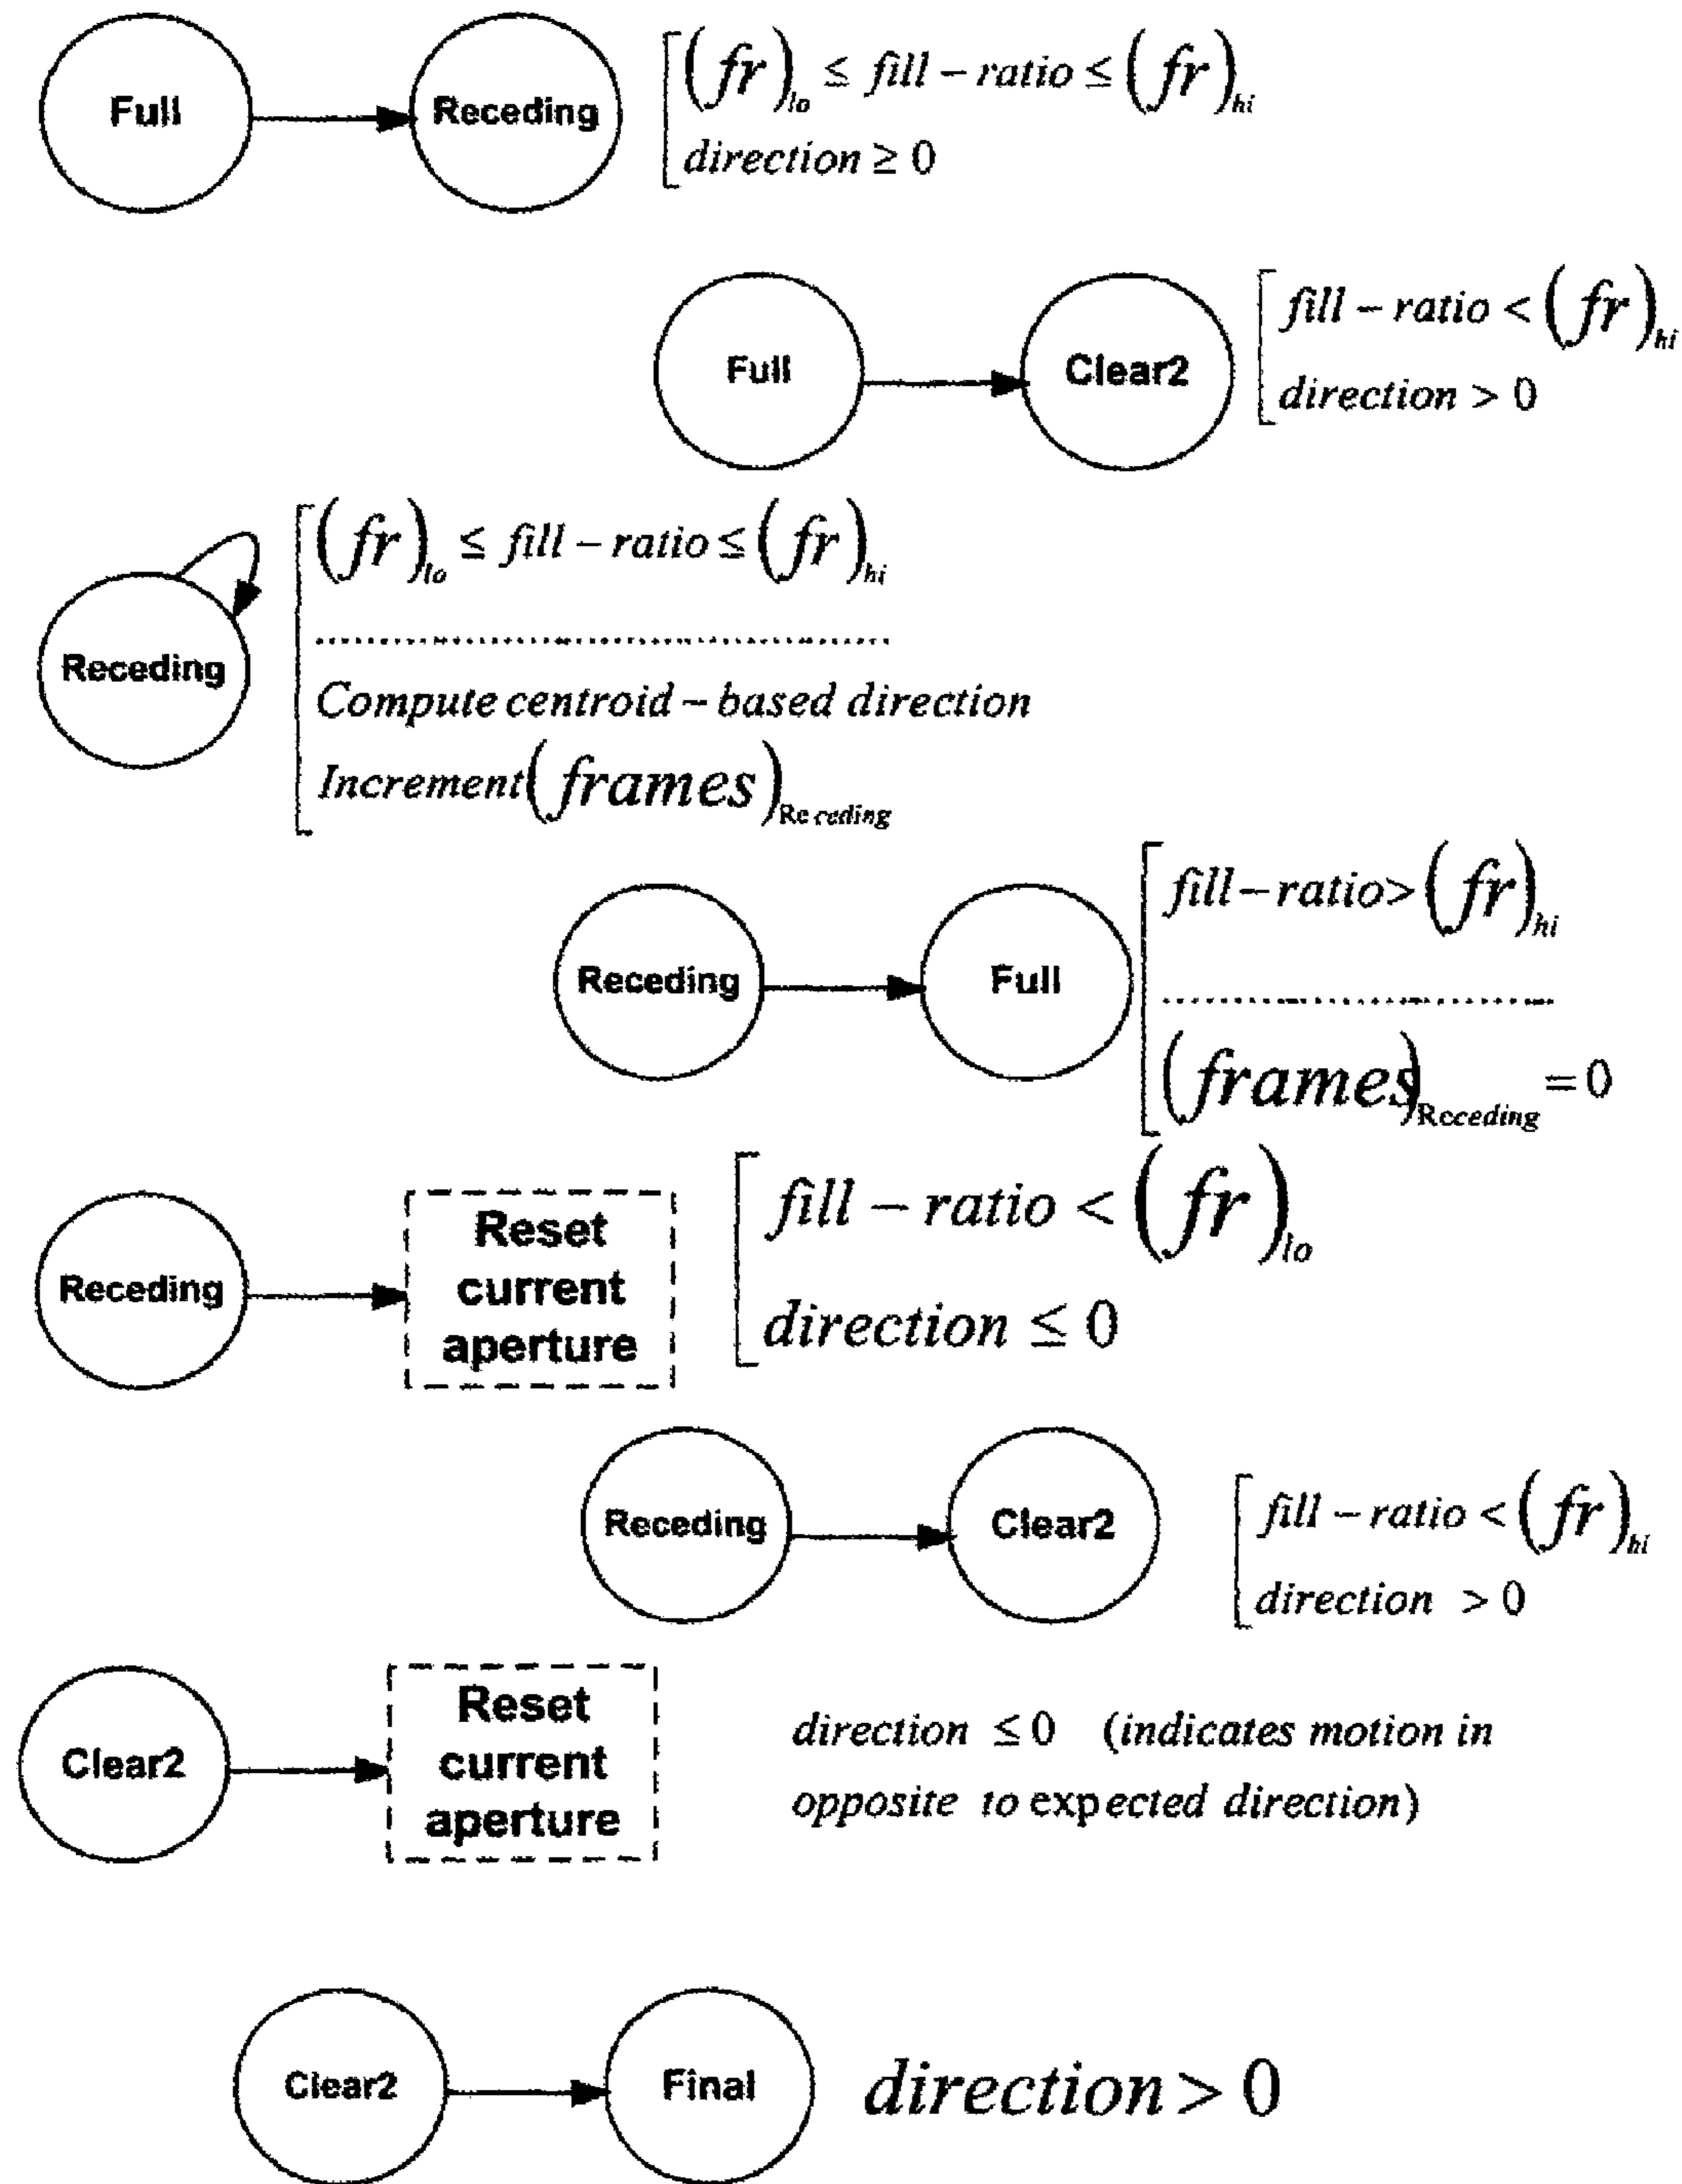 Full
Receding
(fr)lo ≤ fill – ratio ≤ (fr)hi
direction ≥ 0
Full
Clear2
fill – ratio < (fr)hi
direction > 0
Receding
(fr)lo ≤ fill – ratio ≤ (fr)hi
Compute centroid – based direction
Increment(frames)Receding
Receding
Full
fill – ratio> (fr)hi
(frames)Receding = 0
Receding
Reset
current
aperture
fill – ratio < (fr)lo
direction ≤ 0
Receding
Clear2
fill – ratio < (fr)hi
direction > 0
Clear2
Reset
current
aperture
direction ≤ 0 (indicates motion in
opposite to expected direction)
Clear2
Final
direction > 0